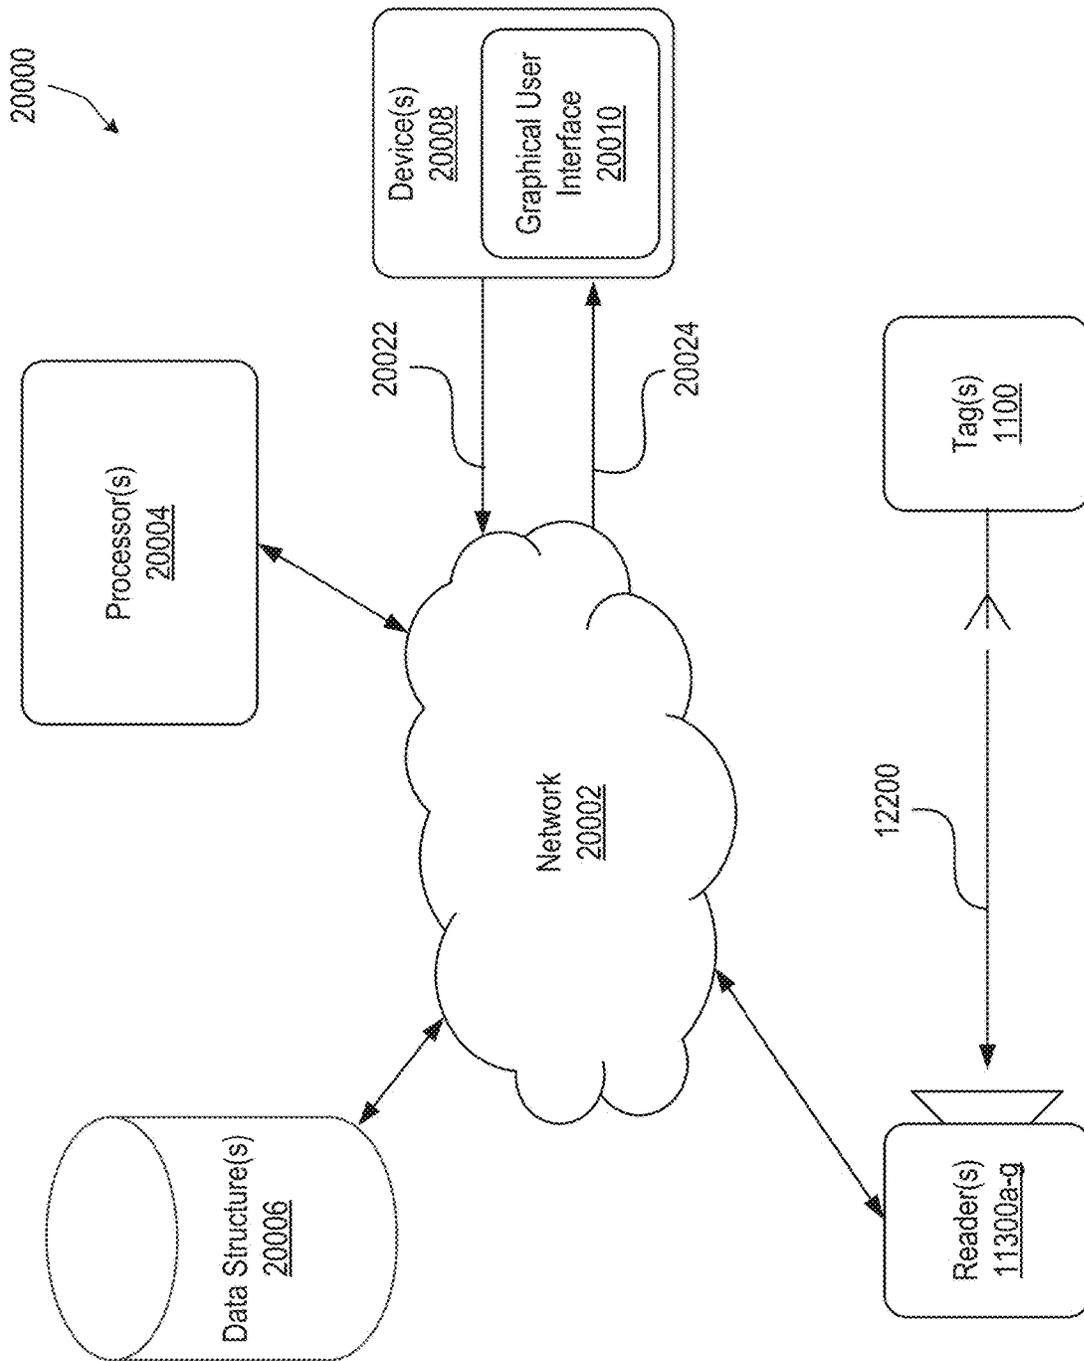 20000
Data Structure(s)
20006
Processor(s)
20004
Network
20002
20022
20024
Device(s)
20008
Graphical User
Interface
20010
Reader(s)
11300a-g
12200
Tag(s)
1100